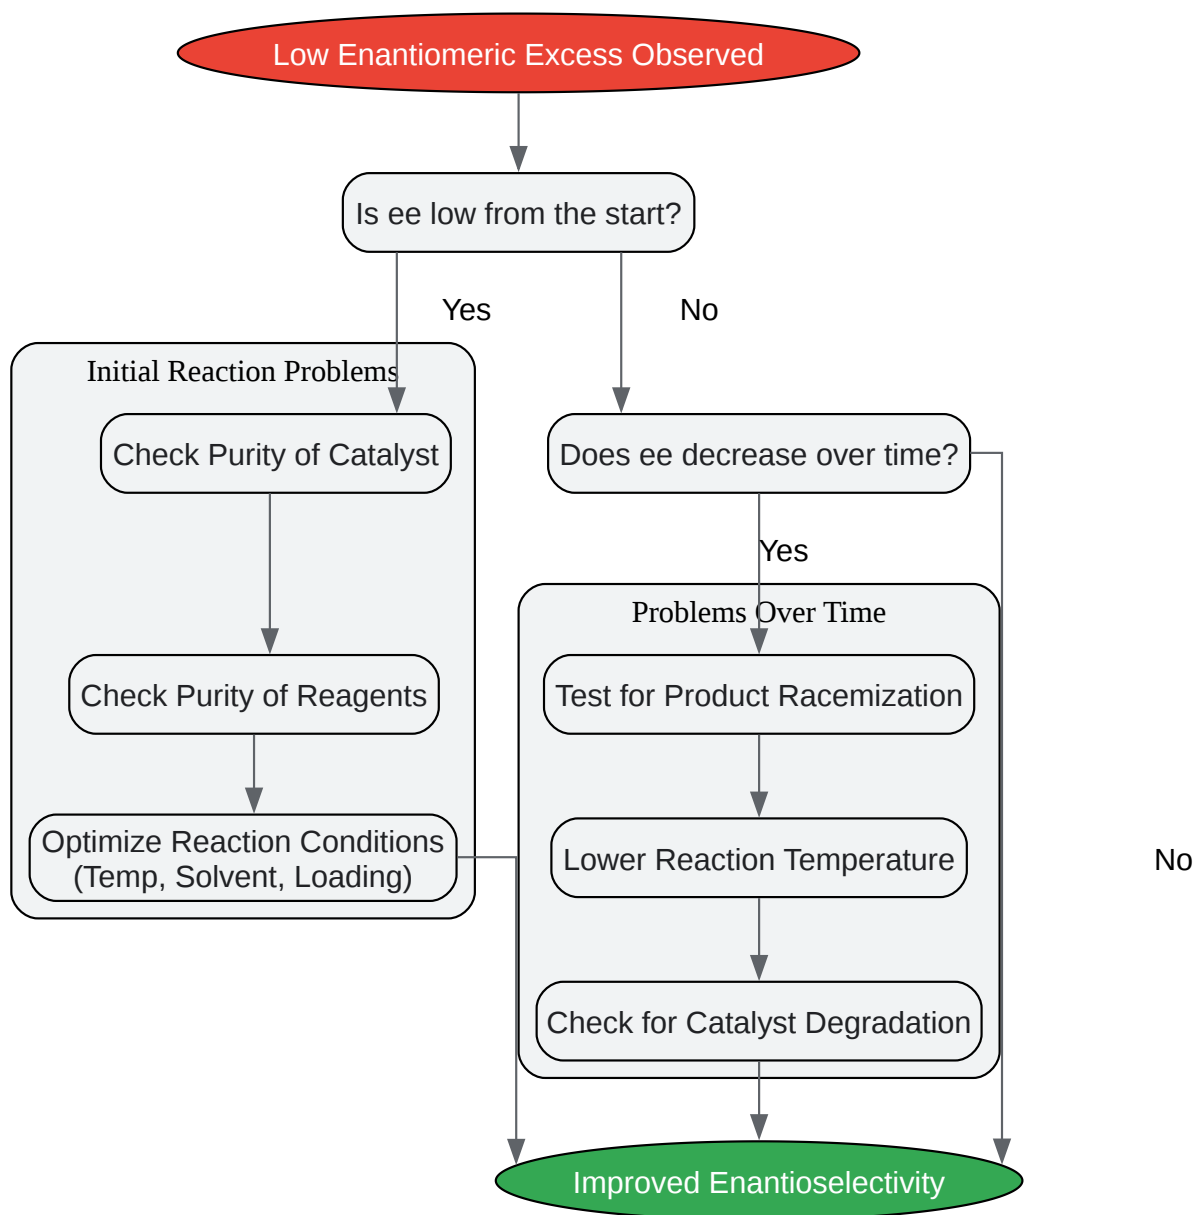 Low Enantiomeric Excess Observed
Is ee low from the start?
Yes
No
Initial Reaction Problems
Check Purity of Catalyst
Does ee decrease over time?
Yes
Problems Over Time
Check Purity of Reagents
Test for Product Racemization
Optimize Reaction Conditions
(Temp, Solvent, Loading)
Lower Reaction Temperature
No
Check for Catalyst Degradation
Improved Enantioselectivity